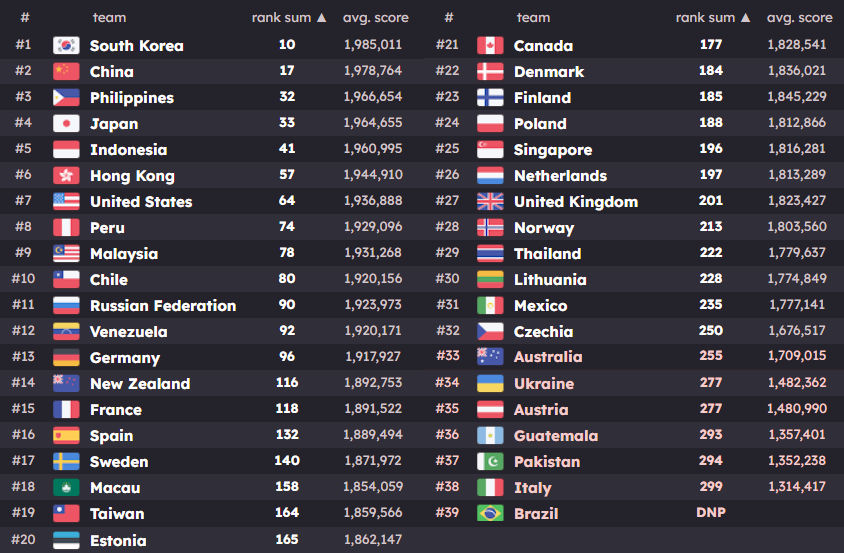 # team rank sum ▲ avg. score
#1 South Korea 10 1,985,011
#2 China 17 1,978,764
#3 Philippines 32 1,966,654
#4 Japan 33 1,964,655
#5 Indonesia 41 1,960,995
#6 Hong Kong 57 1,944,910
#7 United States 64 1,936,888
#8 Peru 74 1,929,096
#9 Malaysia 78 1,931,268
#10 Chile 80 1,920,156
#11 Russian Federation 90 1,923,973
#12 Venezuela 92 1,920,171
#13 Germany 96 1,917,927
#14 New Zealand 116 1,892,753
#15 France 118 1,891,522
#16 Spain 132 1,889,494
#17 Sweden 140 1,871,972
#18 Macau 158 1,854,059
#19 Taiwan 164 1,859,566
#20 Estonia 165 1,862,147
# team rank sum ▲ avg. score
#21 Canada 177 1,828,541
#22 Denmark 184 1,836,021
#23 Finland 185 1,845,229
#24 Poland 188 1,812,866
#25 Singapore 196 1,816,281
#26 Netherlands 197 1,813,289
#27 United Kingdom 201 1,823,427
#28 Norway 213 1,803,560
#29 Thailand 222 1,779,637
#30 Lithuania 228 1,774,849
#31 Mexico 235 1,777,141
#32 Czechia 250 1,676,517
#33 Australia 255 1,709,015
#34 Ukraine 277 1,482,362
#35 Austria 277 1,480,990
#36 Guatemala 293 1,357,401
#37 Pakistan 294 1,352,238
#38 Italy 299 1,314,417
#39 Brazil DNP